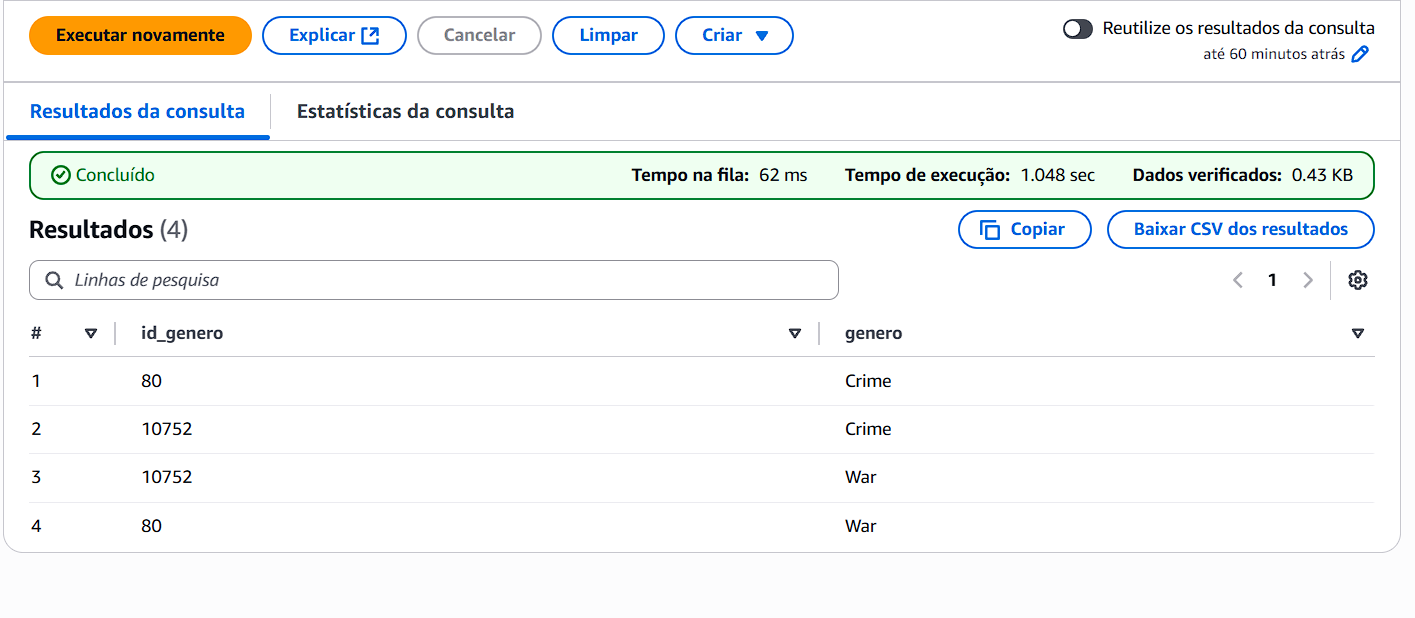 Executar novamente Explicar Cancelar Limpar Criar Reutilize os resultados da consulta
até 60 minutos atrás
Resultados da consulta Estatísticas da consulta
Concluído Tempo na fila: 62 ms Tempo de execução: 1.048 sec Dados verificados: 0.43 KB
Resultados (4) Copiar Baixar CSV dos resultados
Linhas de pesquisa 1
# id_genero genero
1 80 Crime
2 10752 Crime
3 10752 War
4 80 War